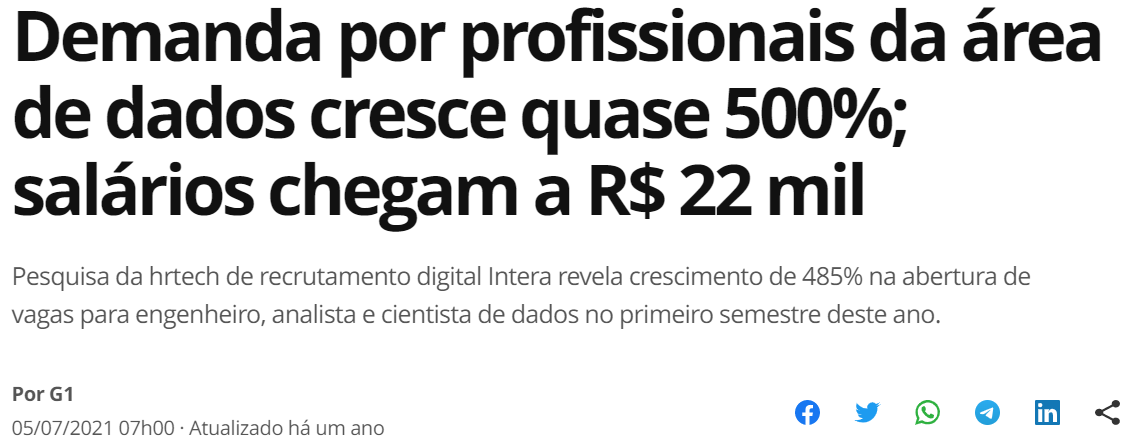 Demanda por profissionais da área
de dados cresce quase 500%;
salários chegam a R$ 22 mil
Pesquisa da hrtech de recrutamento digital Intera revela crescimento de 485% na abertura de
vagas para engenheiro, analista e cientista de dados no primeiro semestre deste ano.
Por G1
05/07/2021 07h00 · Atualizado há um ano